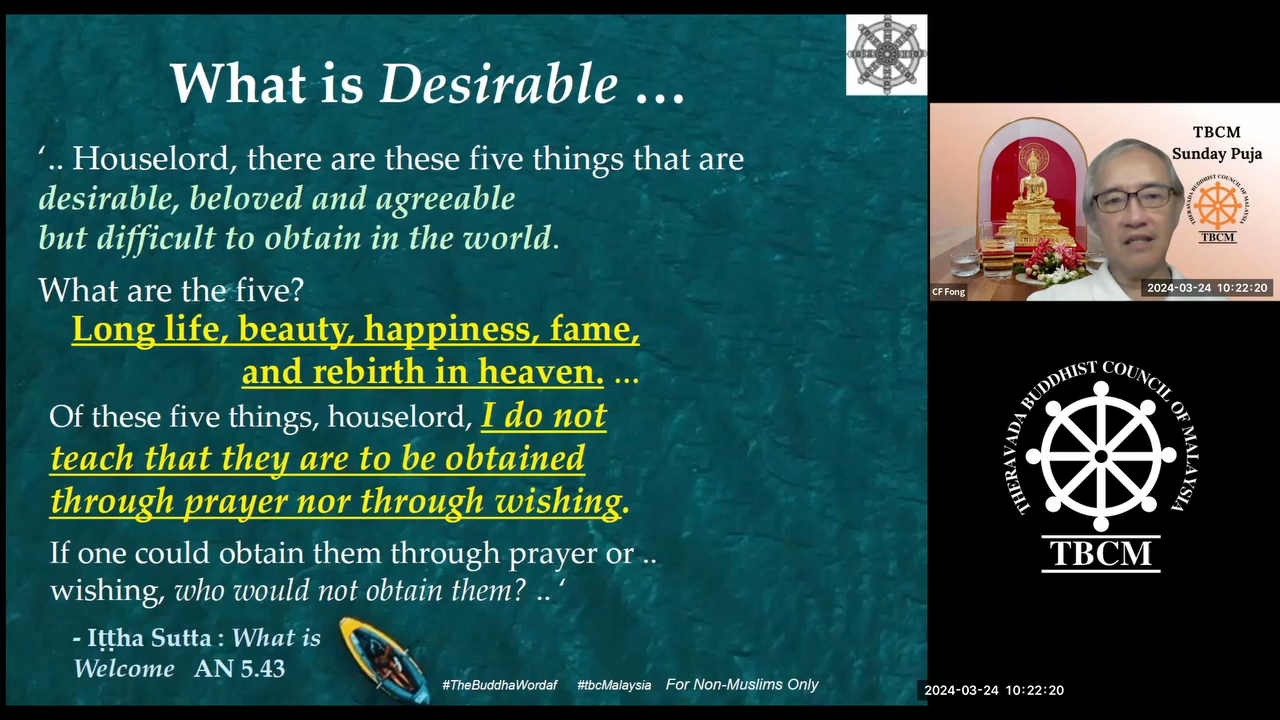 What is Desirable ...
‘.. Houselord, there are these five things that are
desirable, beloved and agreeable
but difficult to obtain in the world.
What are the five?
Long life, beauty, happiness, fame,
and rebirth in heaven. ...
Of these five things, houselord, I do not
teach that they are to be obtained
through prayer nor through wishing.
If one could obtain them through prayer or ..
wishing, who would not obtain them? .. ‘
- Iṭṭha Sutta : What is
Welcome AN 5.43
#TheBuddhaWordaf #tbcMalaysia For Non-Muslims Only
TBCM
Sunday Puja
THERAVADA BUDDHIST COUNCIL OF MALAYSIA
TBCM
CF Fong
2024-03-24 10:22:20
THERAVADA BUDDHIST COUNCIL OF MALAYSIA
TBCM
2024-03-24 10:22:20